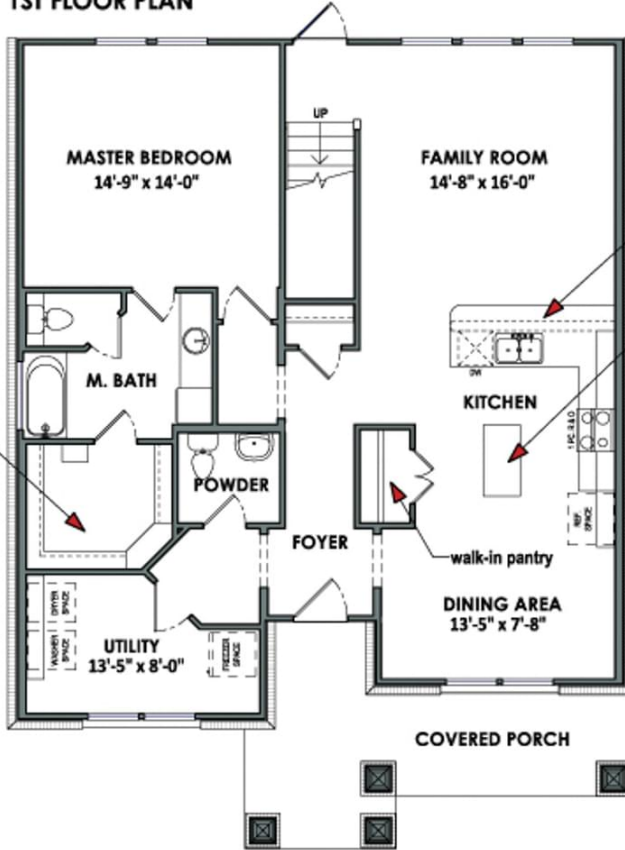 1ST FLOOR PLAN
UP
MASTER BEDROOM
14'-9" x 14'-0"
FAMILY ROOM
14'-8" x 16'-0"
M. BATH
DW
KITCHEN
1 PC. R & O
POWDER
REF. SPACE
FOYER
walk-in pantry
DRYER SPACE
WASHER SPACE
UTILITY
13'-5" x 8'-0"
FREEZER SPACE
DINING AREA
13'-5" x 7'-8"
COVERED PORCH